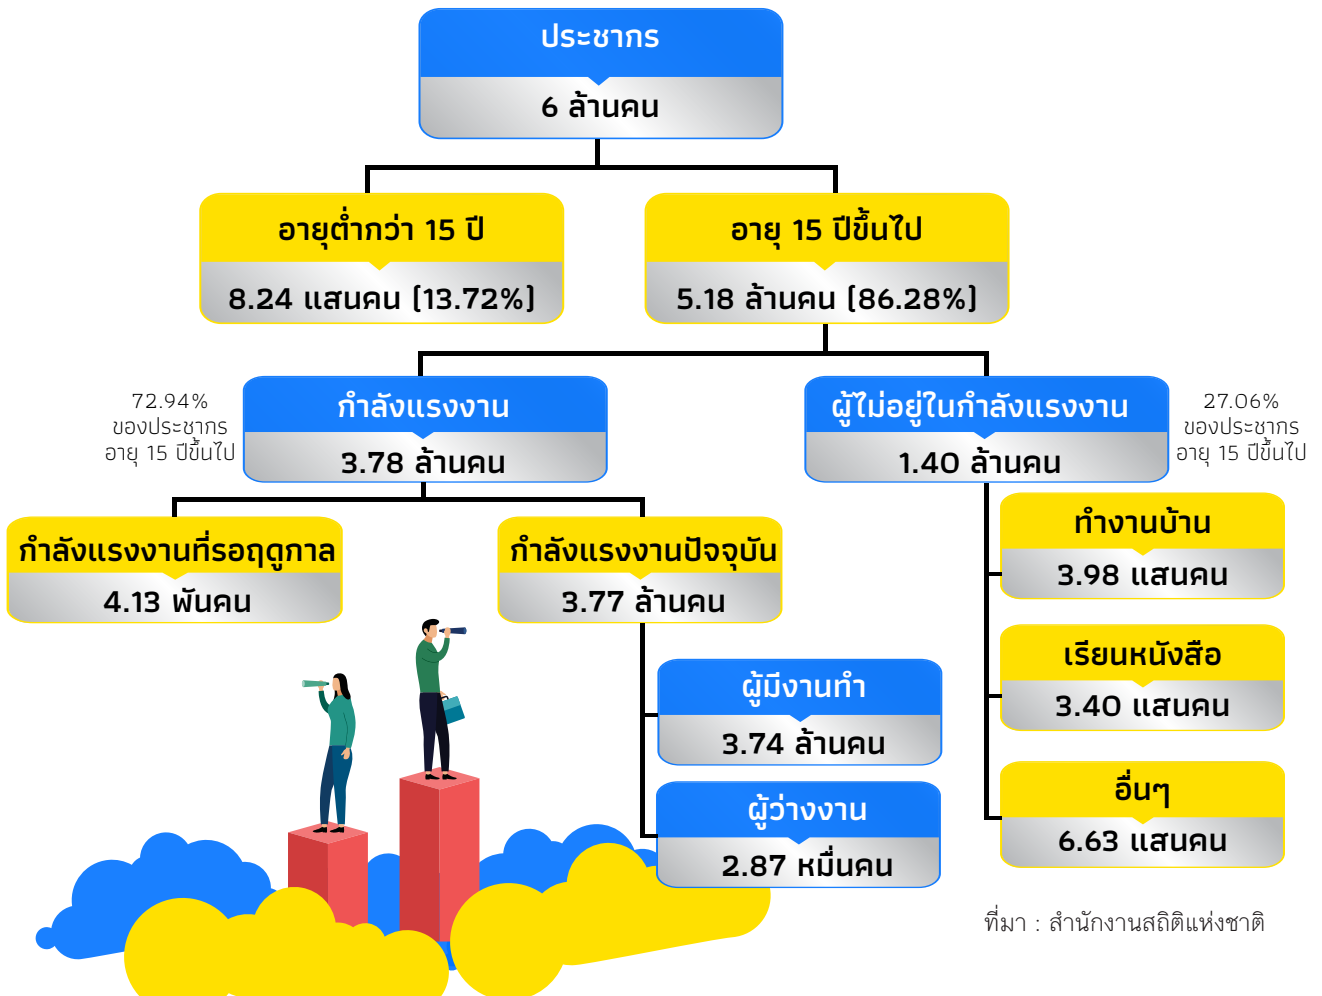 ประชากร
6 ล้านคน
อายุต่ำกว่า 15 ปี
8.24 แสนคน (13.72%)
อายุ 15 ปีขึ้นไป
5.18 ล้านคน (86.28%)
72.94%
ของประชากร
อายุ 15 ปีขึ้นไป
กำลังแรงงาน
3.78 ล้านคน
ผู้ไม่อยู่ในกำลังแรงงาน
1.40 ล้านคน
27.06%
ของประชากร
อายุ 15 ปีขึ้นไป
กำลังแรงงานที่รอฤดูกาล
4.13 พันคน
กำลังแรงงานปัจจุบัน
3.77 ล้านคน
ทำงานบ้าน
3.98 แสนคน
เรียนหนังสือ
3.40 แสนคน
ผู้มีงานทำ
3.74 ล้านคน
อื่นๆ
6.63 แสนคน
ผู้ว่างงาน
2.87 หมื่นคน
ที่มา : สำนักงานสถิติแห่งชาติ